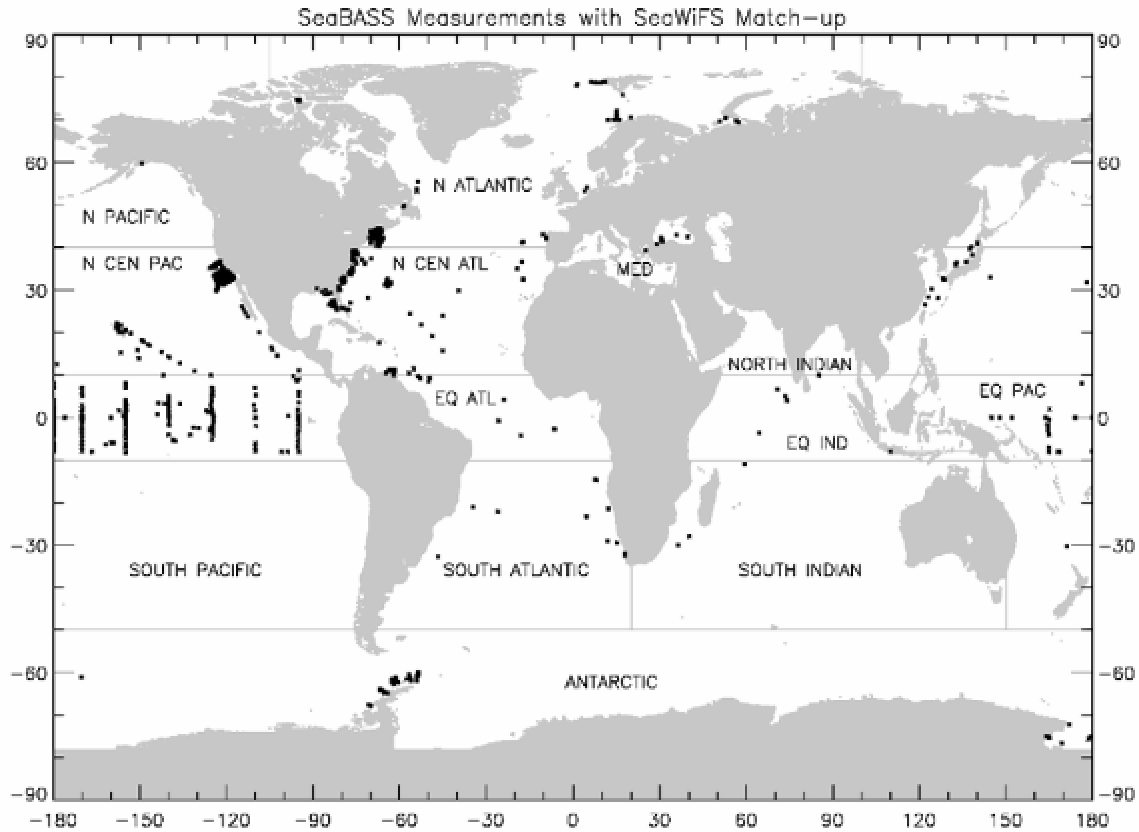 SeaBASS Measurements with SeaWiFS Match-up
90 90
60 60
N ATLANTIC
N PACIFIC
N CEN PAC N CEN ATL MED
30 30
NORTH INDIAN
EQ ATL EQ PAC
0 0
EQ IND
-30 -30
SOUTH PACIFIC SOUTH ATLANTIC SOUTH INDIAN
-60 -60
ANTARCTIC
-90 -90
-180 -150 -120 -90 -60 -30 0 30 60 90 120 150 180